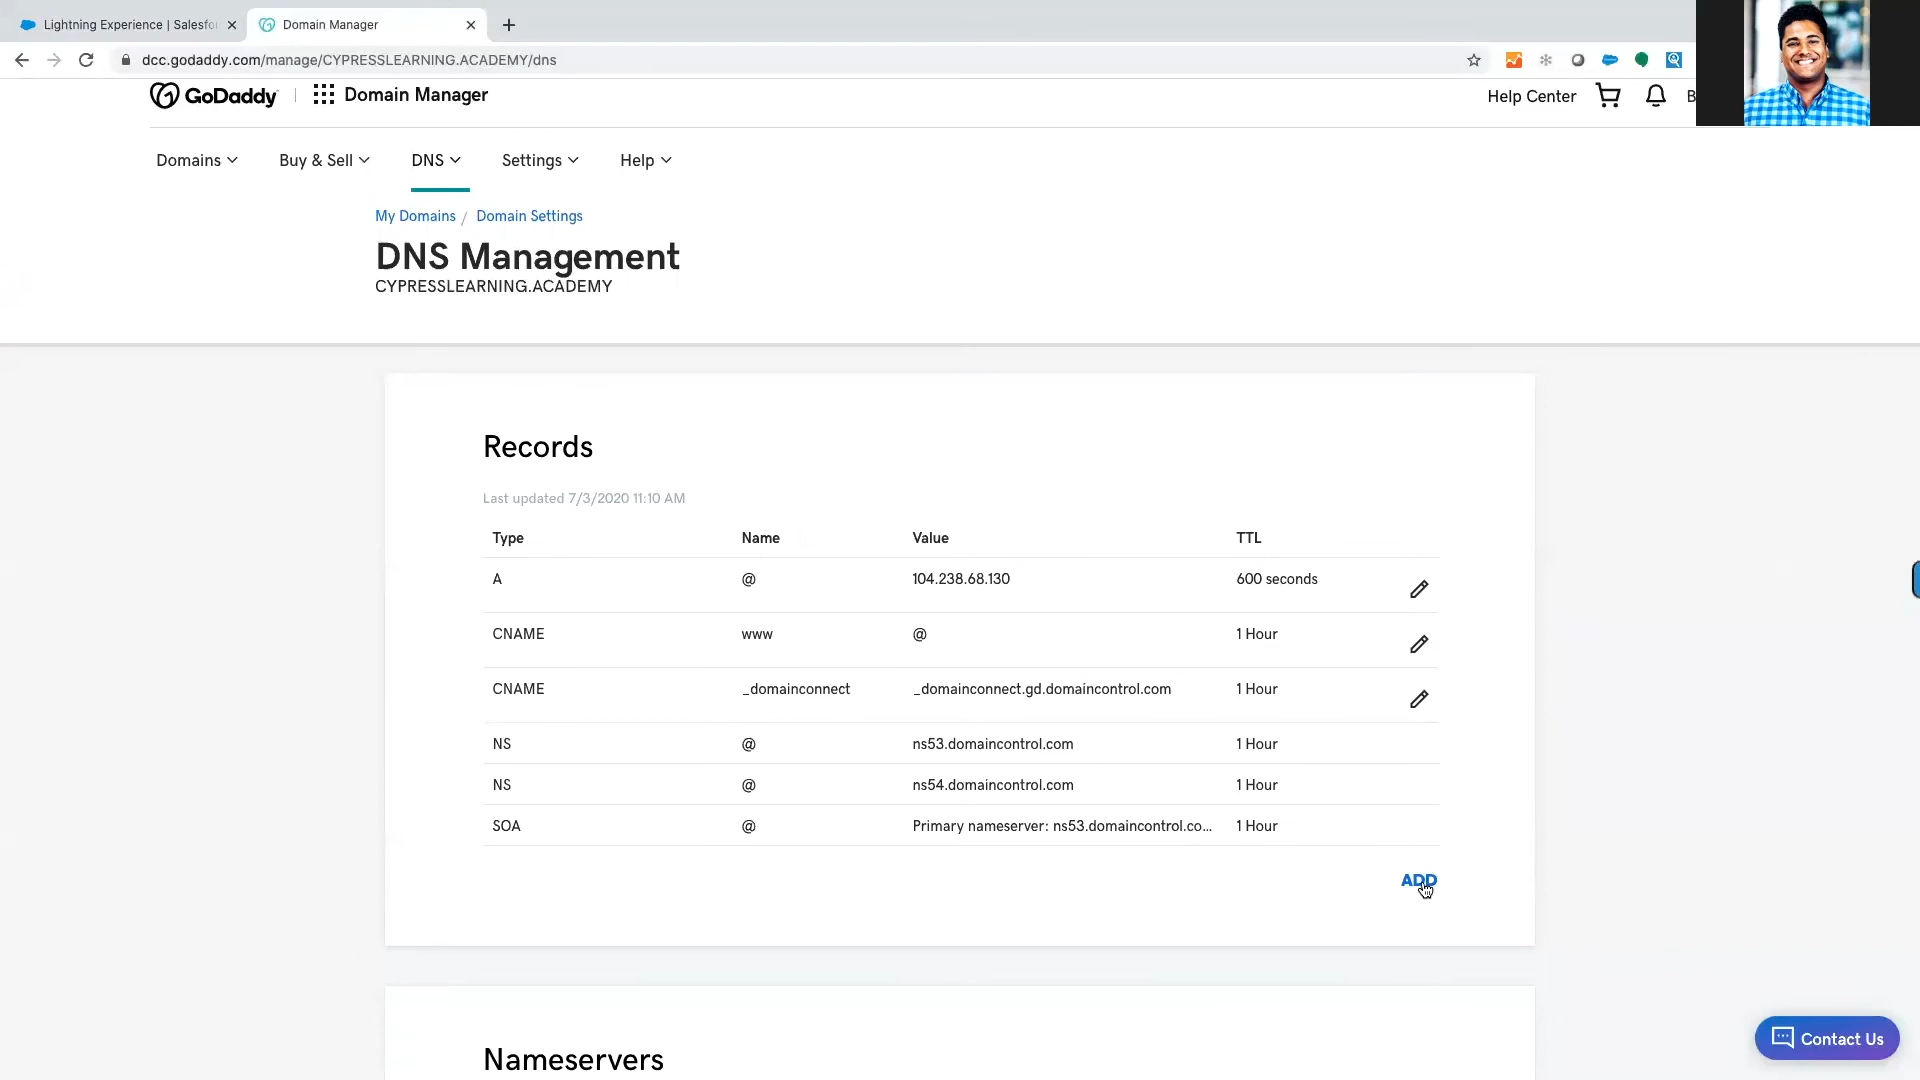 Lightning Experience | Salesfo
Domain Manager
dcc.godaddy.com/manage/CYPRESSLEARNING.ACADEMY/dns
GoDaddy
Domain Manager
Help Center
B
Domains
Buy & Sell
DNS
Settings
Help
My Domains / Domain Settings
DNS Management
CYPRESSLEARNING.ACADEMY
Records
Last updated 7/3/2020 11:10 AM
Type Name Value TTL
A @ 104.238.68.130 600 seconds
CNAME www @ 1 Hour
CNAME _domainconnect _domainconnect.gd.domaincontrol.com 1 Hour
NS @ ns53.domaincontrol.com 1 Hour
NS @ ns54.domaincontrol.com 1 Hour
SOA @ Primary nameserver: ns53.domaincontrol.co... 1 Hour
ADD
Nameservers
Contact Us